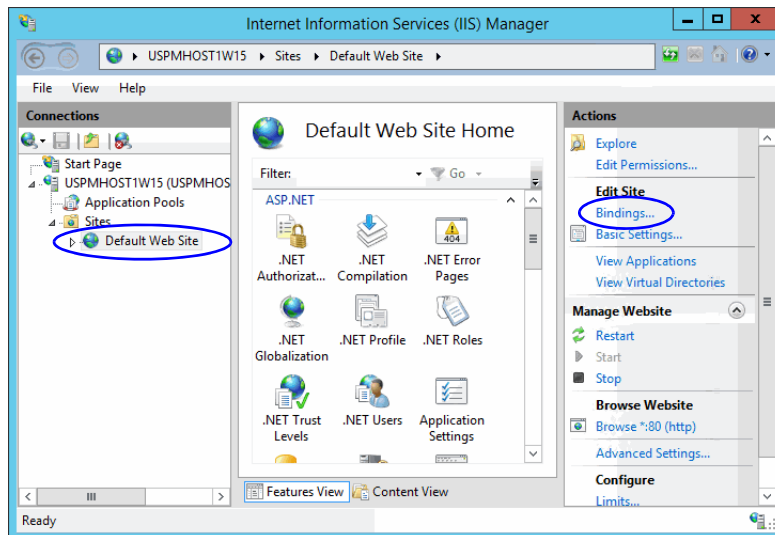 Internet Information Services (IIS) Manager
USPMHOST1W15 Sites Default Web Site
File View Help
Connections
Start Page
USPMHOST1W15 (USPMHOS
Application Pools
Sites
Default Web Site
Default Web Site Home
Filter: Go
ASP.NET
.NET Authorizat...
.NET Compilation
.NET Error Pages
404
.NET Globalization
.NET Profile
.NET Roles
.NET Trust Levels
.NET Users
Application Settings
Features View Content View
Actions
Explore
Edit Permissions...
Edit Site
Bindings...
Basic Settings...
View Applications
View Virtual Directories
Manage Website
Restart
Start
Stop
Browse Website
Browse *:80 (http)
Advanced Settings...
Configure
Limits...
Ready